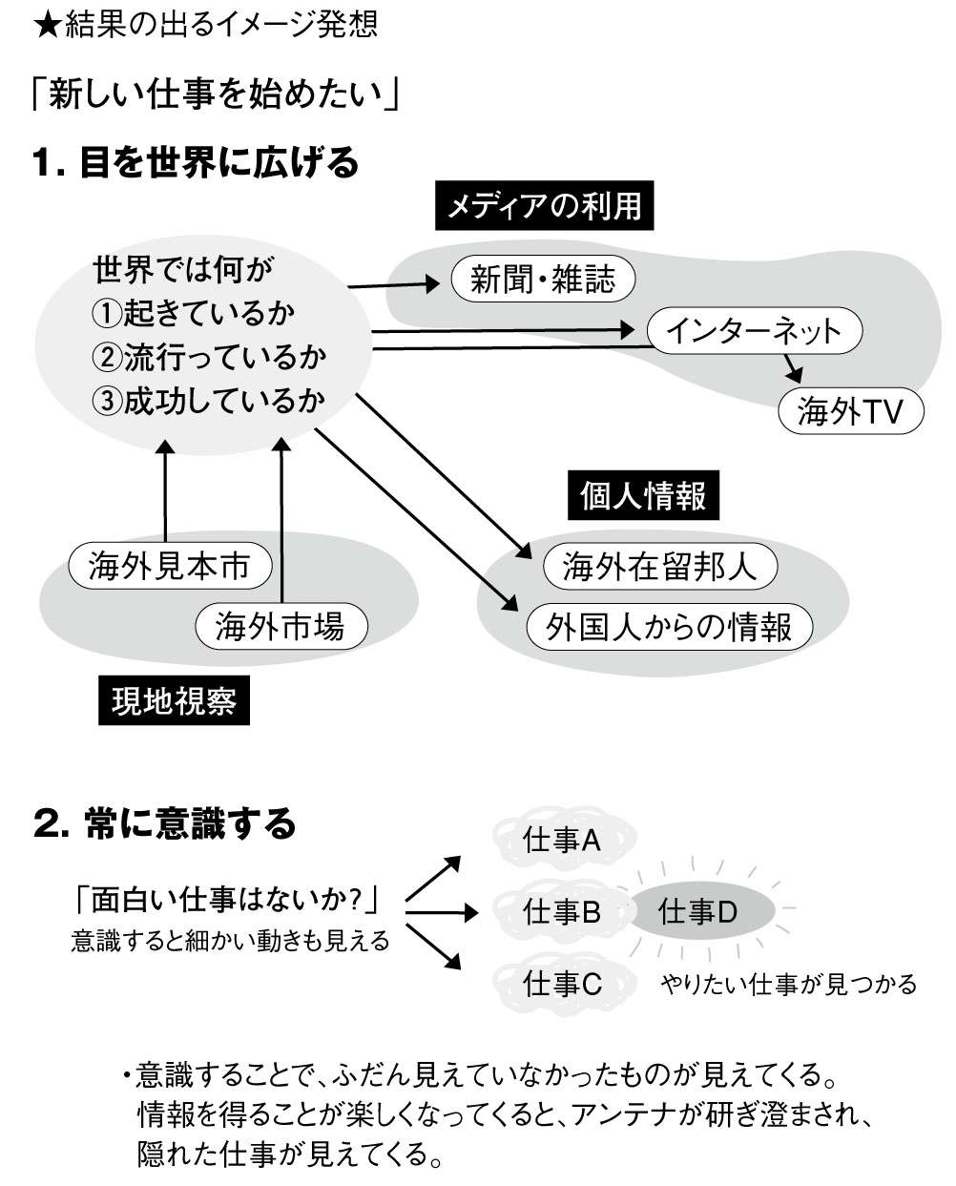 ★結果の出るイメージ発想
「新しい仕事を始めたい」
1. 目を世界に広げる
メディアの利用
世界では何が
①起きているか
②流行っているか
③成功しているか
新聞・雑誌
インターネット
海外TV
個人情報
海外在留邦人
外国人からの情報
海外見本市
海外市場
現地視察
2. 常に意識する
「面白い仕事はないか?」
意識すると細かい動きも見える
仕事A
仕事B
仕事D
仕事C
やりたい仕事が見つかる
・意識することで、ふだん見えていなかったものが見えてくる。
情報を得ることが楽しくなってくると、アンテナが研ぎ澄まされ、
隠れた仕事が見えてくる。